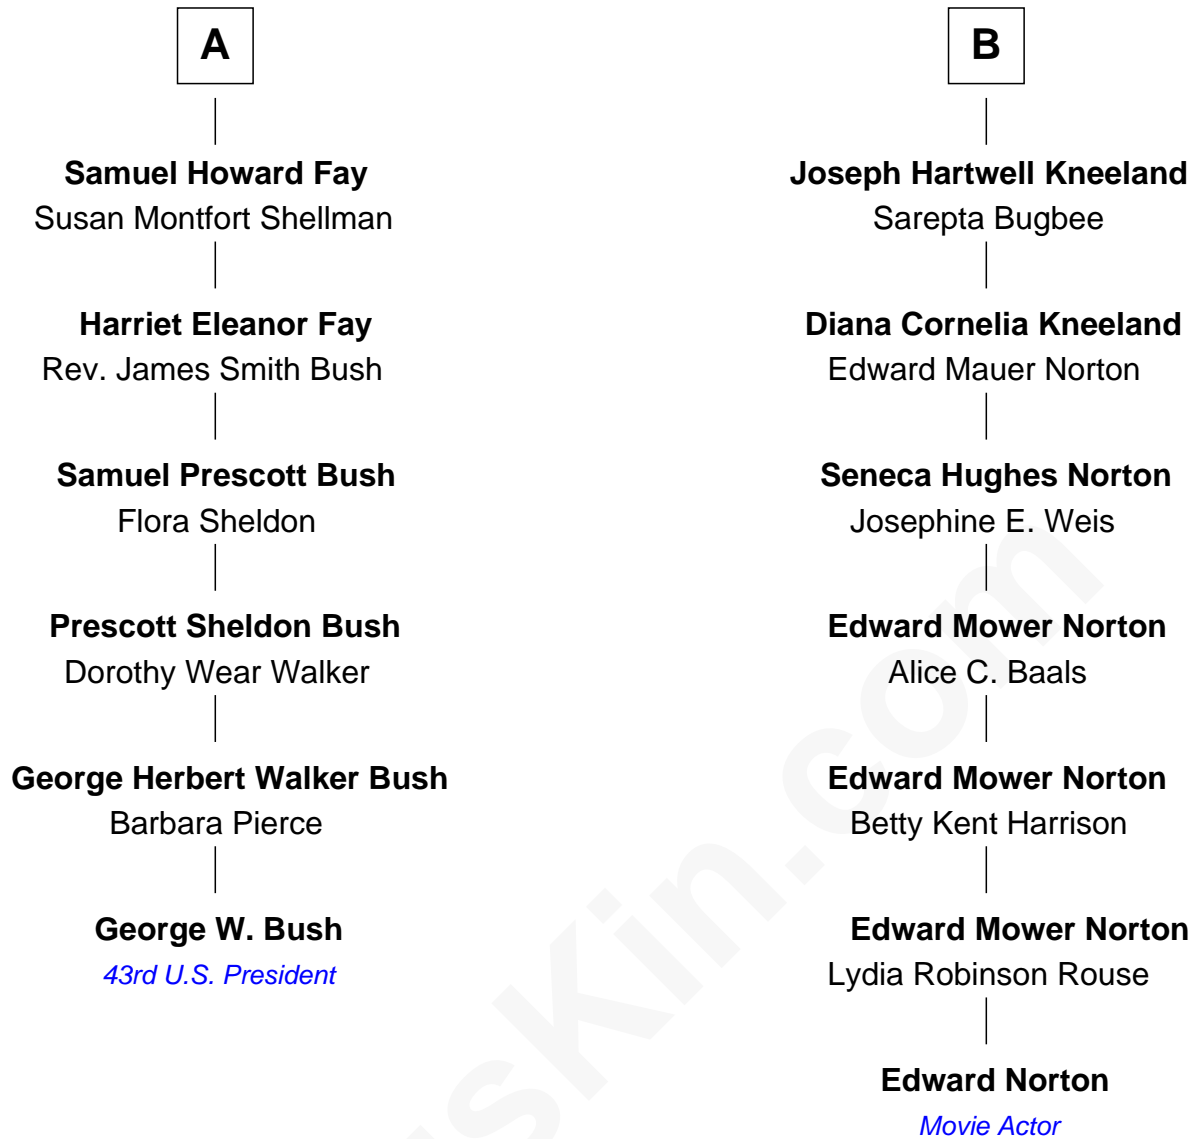 A
Samuel Howard Fay
Susan Montfort Shellman
Harriet Eleanor Fay
Rev. James Smith Bush
Samuel Prescott Bush
Flora Sheldon
Prescott Sheldon Bush
Dorothy Wear Walker
George Herbert Walker Bush
Barbara Pierce
George W. Bush
43rd U.S. President
B
Joseph Hartwell Kneeland
Sarepta Bugbee
Diana Cornelia Kneeland
Edward Mauer Norton
Seneca Hughes Norton
Josephine E. Weis
Edward Mower Norton
Alice C. Baals
Edward Mower Norton
Betty Kent Harrison
Edward Mower Norton
Lydia Robinson Rouse
Edward Norton
Movie Actor